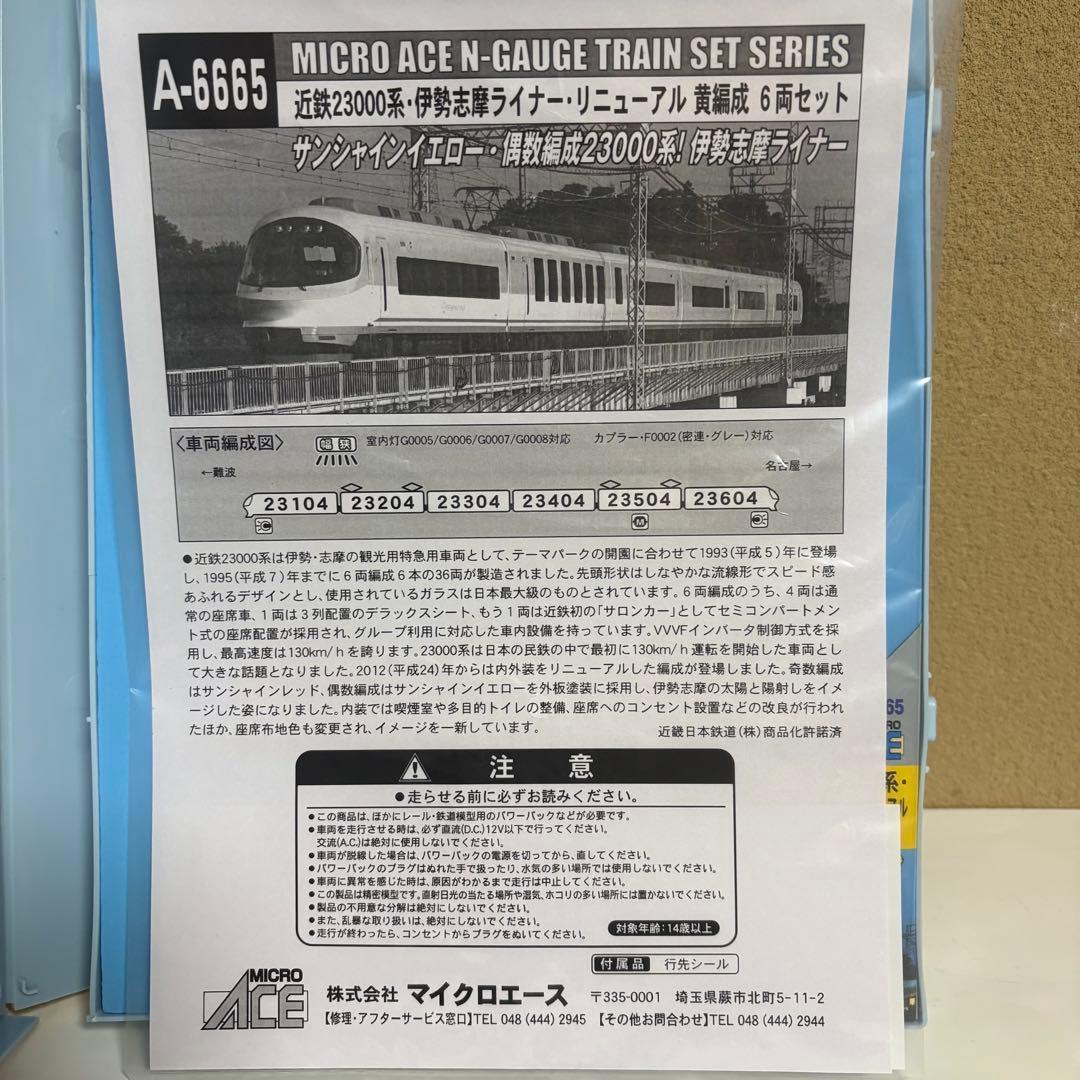 A-6665
MICRO ACE N-GAUGE TRAIN SET SERIES
近鉄23000系・伊勢志摩ライナー・リニューアル 黄編成 6両セット
サンシャインイエロー・偶数編成23000系! 伊勢志摩ライナー
〈車両編成図〉
幅狭
室内灯G0005/G0006/G0007/G0008対応 カプラー・F0002(密連・グレー)対応
←難波
名古屋→
23104 23204 23304 23404 23504 23604
C M C
●近鉄23000系は伊勢・志摩の観光用特急用車両として、テーマパークの開園に合わせて1993(平成5)年に登場
し、1995(平成7)年までに6両編成6本の36両が製造されました。先頭形状はしなやかな流線形でスピード感
あふれるデザインとし、使用されているガラスは日本最大級のものとされています。6両編成のうち、4両は通
常の座席車、1両は3列配置のデラックスシート、もう1両は近鉄初の「サロンカー」としてセミコンパートメン
ト式の座席配置が採用され、グループ利用に対応した車内設備を持っています。VVVFインバータ制御方式を採
用し、最高速度は130km/hを誇ります。23000系は日本の民鉄の中で最初に130km/h運転を開始した車両とし
て大きな話題となりました。2012(平成24)年からは内外装をリニューアルした編成が登場しました。奇数編成
はサンシャインレッド、偶数編成はサンシャインイエローを外板塗装に採用し、伊勢志摩の太陽と陽射しをイメ
ージした姿になりました。内装では喫煙室や多目的トイレの整備、座席へのコンセント設置などの改良が行われ
たほか、座席布地色も変更され、イメージを一新しています。
近畿日本鉄道(株)商品化許諾済
注意
●走らせる前に必ずお読みください。
●この商品は、ほかにレール・鉄道模型用のパワーパックなどが必要です。
●車両を走行させる時は、必ず直流(D.C.)12V以下で行ってください。
交流(A.C.)は絶対に使用しないでください。
●車両が脱線した場合は、パワーパックの電源を切ってから、直してください。
●パワーパックのプラグはぬれた手で扱ったり、水気の多い場所では使用しないでください。
●車両に異常を感じた時は、原因がわかるまで走行は中止してください。
●この製品は精密模型です。直射日光の当たる場所や湿気、ホコリの多い場所には置かないでください。
●製品の不用意な分解は絶対にしないでください。
●また、乱暴な取り扱いは、絶対にしないでください。
●走行が終わったら、コンセントからプラグをぬいてください。
対象年齢:14歳以上
付属品 行先シール
MICRO ACE
株式会社 マイクロエース 〒335-0001 埼玉県蕨市北町5-11-2
【修理・アフターサービス窓口】TEL 048 (444) 2945 【その他お問合わせ】TEL 048 (444) 2944
65
RO
E
系・
アル